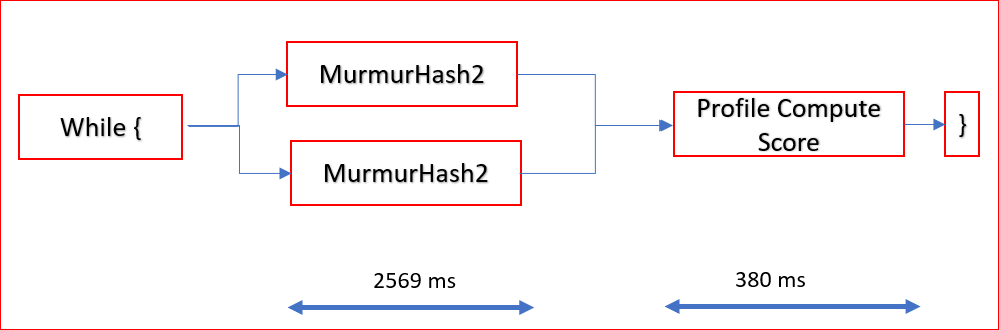 While {
MurmurHash2
MurmurHash2
Profile Compute
Score
}
2569 ms
380 ms